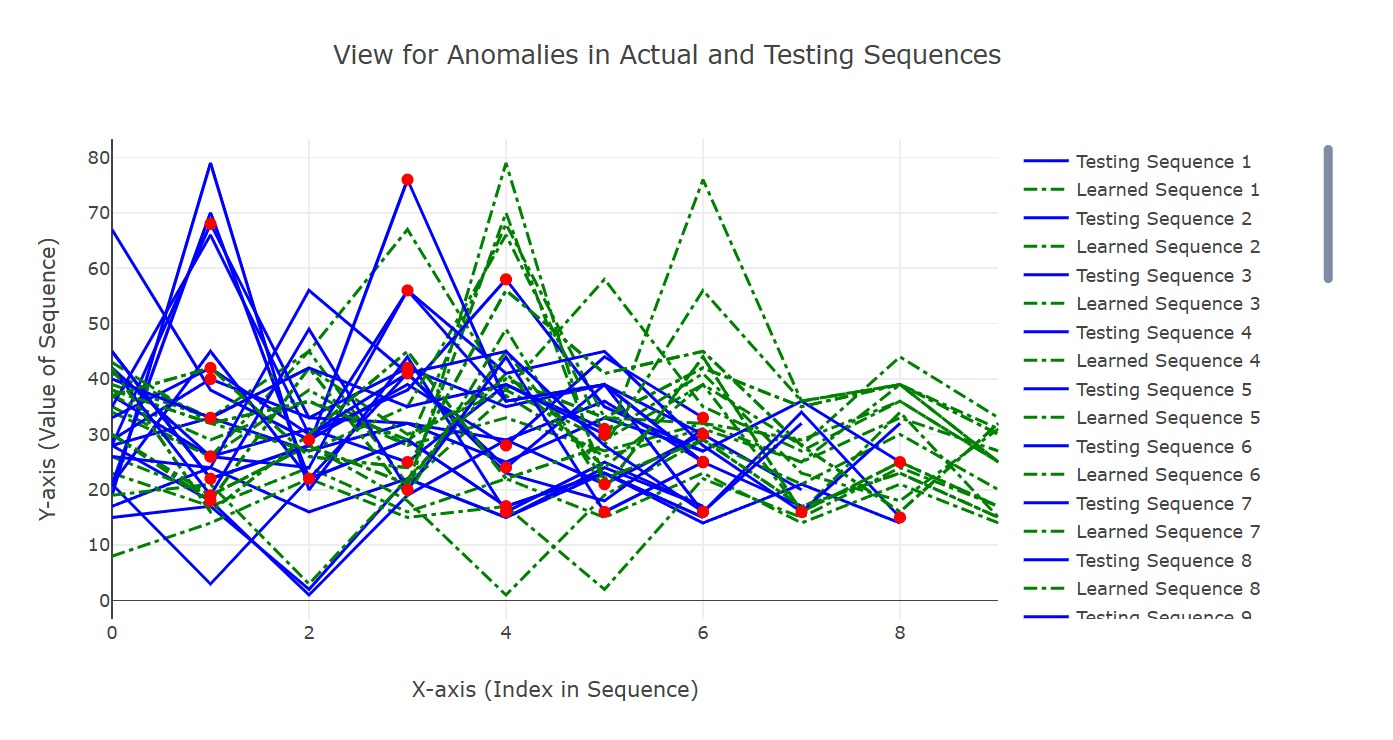 View for Anomalies in Actual and Testing Sequences
Y-axis (Value of Sequence)
80
70
60
50
40
30
20
10
0
0 2 4 6 8
X-axis (Index in Sequence)
Testing Sequence 1
Learned Sequence 1
Testing Sequence 2
Learned Sequence 2
Testing Sequence 3
Learned Sequence 3
Testing Sequence 4
Learned Sequence 4
Testing Sequence 5
Learned Sequence 5
Testing Sequence 6
Learned Sequence 6
Testing Sequence 7
Learned Sequence 7
Testing Sequence 8
Learned Sequence 8
Testing Sequence 9